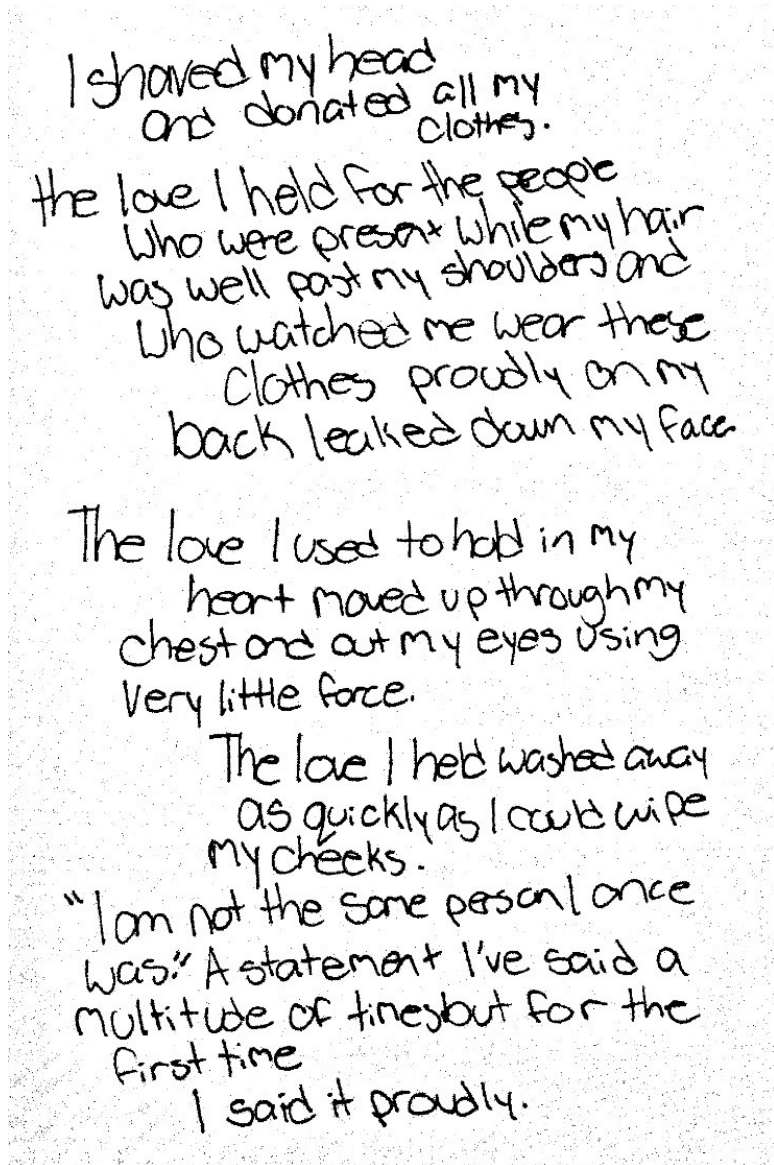 I shaved my head
and donated all my
clothes.
the love I held for the people
who were present while my hair
was well past my shoulders and
who watched me wear these
clothes proudly on my
back leaked down my face
The love I used to hold in my
heart moved up through my
chest and out my eyes using
very little force.
The love I held washed away
as quickly as I could wipe
my cheeks.
"I am not the same person I once
was." A statement I've said a
multitude of times but for the
first time
I said it proudly.